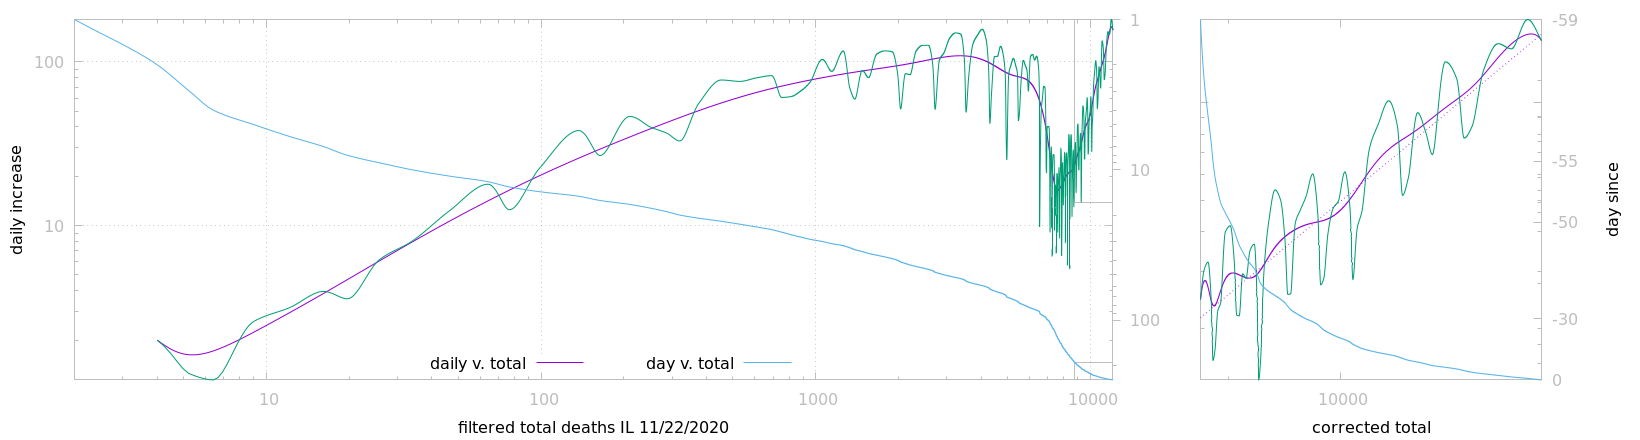 100
10
daily increase
daily v. total
day v. total
10
100
1000
10000
filtered total deaths IL 11/22/2020
1
10
100
-59
-55
-50
-30
0
day since
10000
corrected total